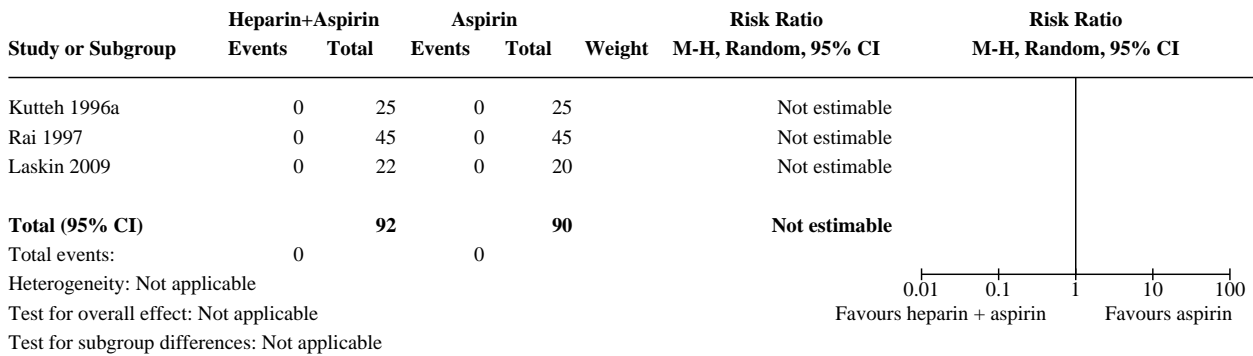 Heparin+Aspirin Aspirin Risk Ratio Risk Ratio
Study or Subgroup Events Total Events Total Weight M-H, Random, 95% CI M-H, Random, 95% CI
Kutteh 1996a 0 25 0 25 Not estimable
Rai 1997 0 45 0 45 Not estimable
Laskin 2009 0 22 0 20 Not estimable
Total (95% CI) 92 90 Not estimable
Total events: 0 0
Heterogeneity: Not applicable
0.01 0.1 1 10 100
Test for overall effect: Not applicable Favours heparin + aspirin Favours aspirin
Test for subgroup differences: Not applicable